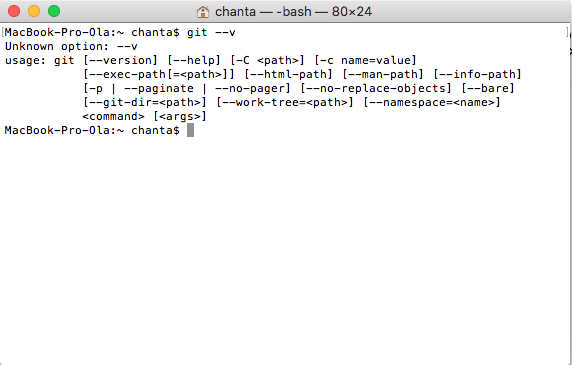 chanta — -bash — 80×24
MacBook-Pro-Ola:~ chanta$ git --v
Unknown option: --v
usage: git [--version] [--help] [-C <path>] [-c name=value]
           [--exec-path[=<path>]] [--html-path] [--man-path] [--info-path]
           [-p | --paginate | --no-pager] [--no-replace-objects] [--bare]
           [--git-dir=<path>] [--work-tree=<path>] [--namespace=<name>]
           <command> [<args>]
MacBook-Pro-Ola:~ chanta$